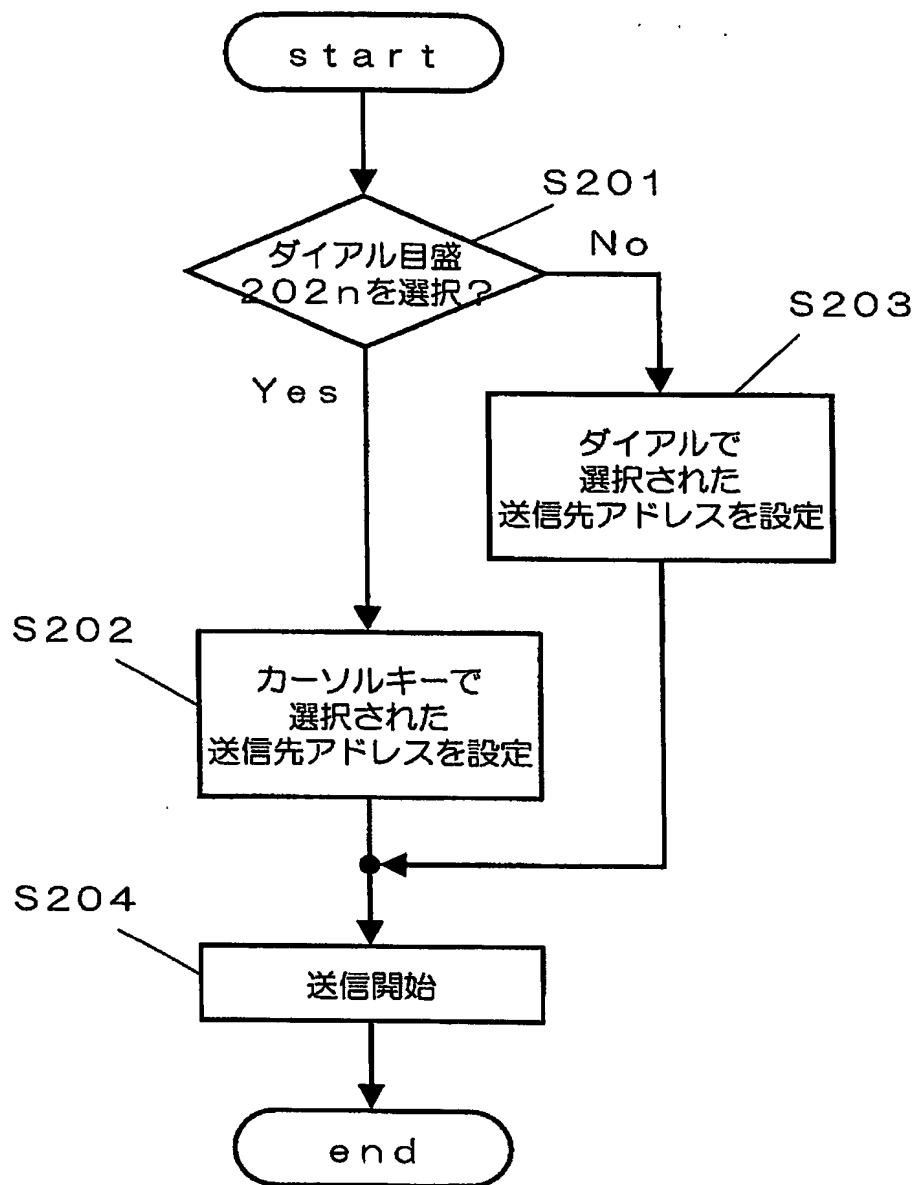 start
S201
ダイアル目盛
202nを選択?
No
S203
Yes
ダイアルで
選択された
送信先アドレスを設定
S202
カーソルキーで
選択された
送信先アドレスを設定
S204
送信開始
end